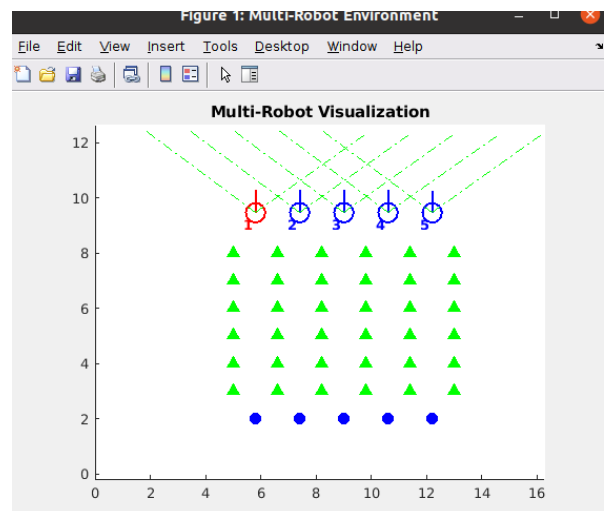 Figure 1: Multi-Robot Environment
File Edit View Insert Tools Desktop Window Help
Multi-Robot Visualization
12
10
1 2 3 4 5
8
6
4
2
0
0 2 4 6 8 10 12 14 16